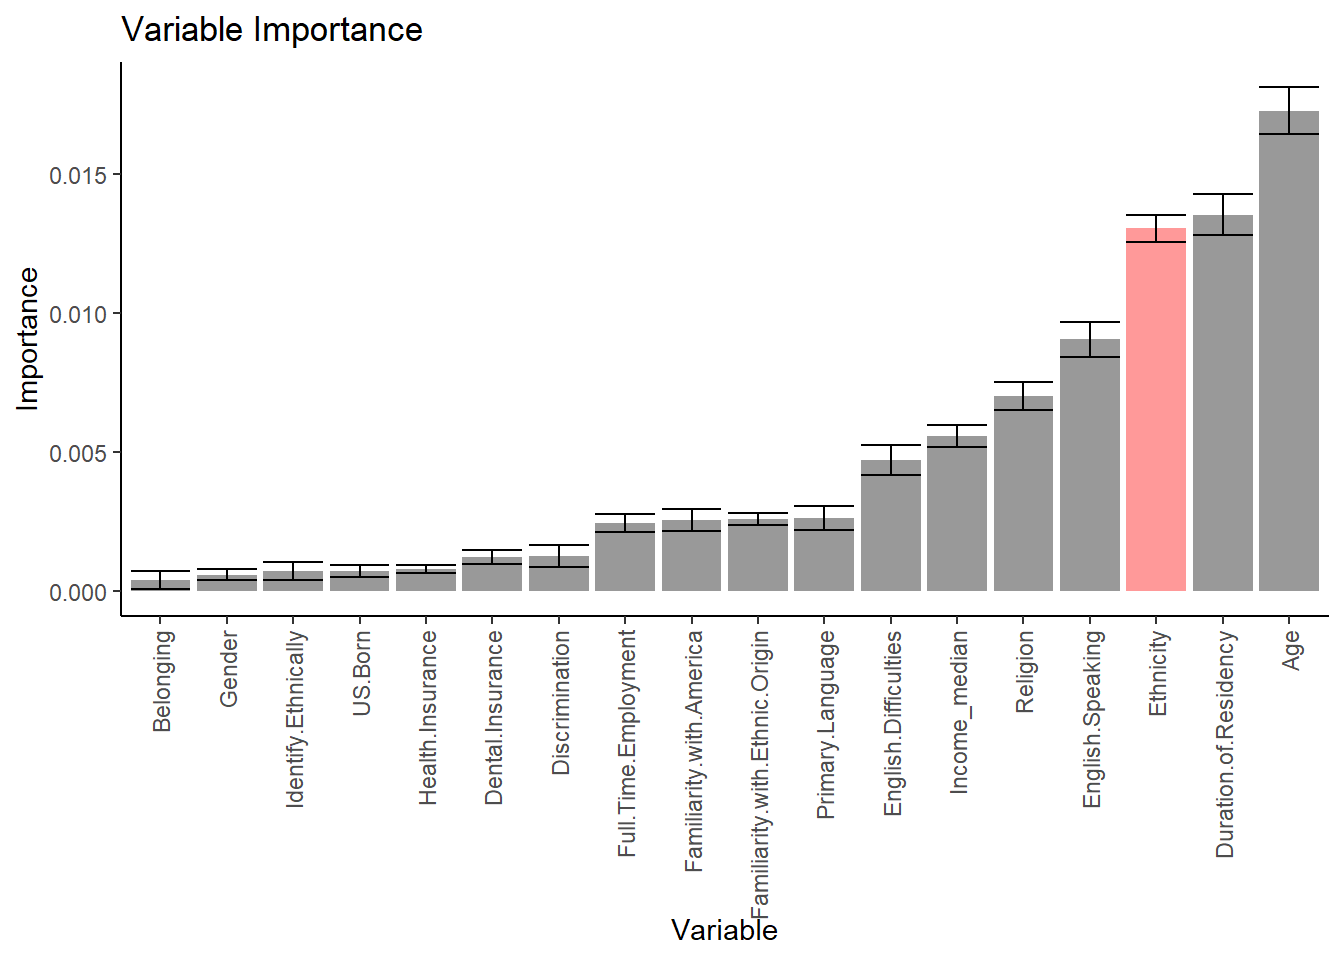 Variable Importance
Importance
0.015
0.010
0.005
0.000
Belonging
Gender
Identify.Ethnically
US.Born
Health.Insurance
Dental.Insurance
Discrimination
Full.Time.Employment
Familiarity.with.America
Familiarity.with.Ethnic.Origin
Primary.Language
English.Difficulties
Income_median
Religion
English.Speaking
Ethnicity
Duration.of.Residency
Age
Variable